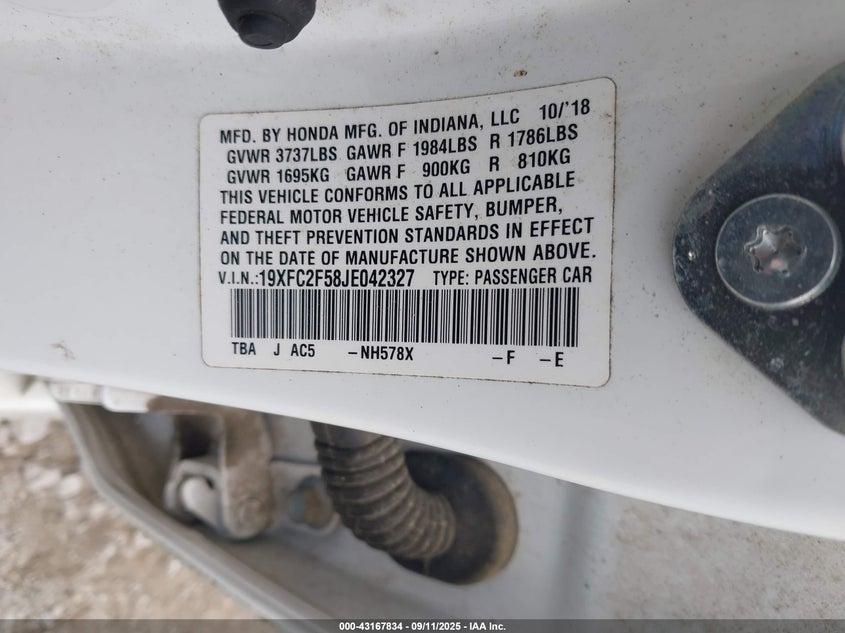 MFD. BY HONDA MFG. OF INDIANA, LLC 10/'18
GVWR 3737LBS GAWR F 1984LBS R 1786LBS
GVWR 1695KG GAWR F 900KG R 810KG
THIS VEHICLE CONFORMS TO ALL APPLICABLE
FEDERAL MOTOR VEHICLE SAFETY, BUMPER,
AND THEFT PREVENTION STANDARDS IN EFFECT
ON THE DATE OF MANUFACTURE SHOWN ABOVE.
V.I.N.:19XFC2F58JE042327 TYPE: PASSENGER CAR
TBA J AC5 –NH578X –F –E
000-43167834 - 09/11/2025 - IAA Inc.